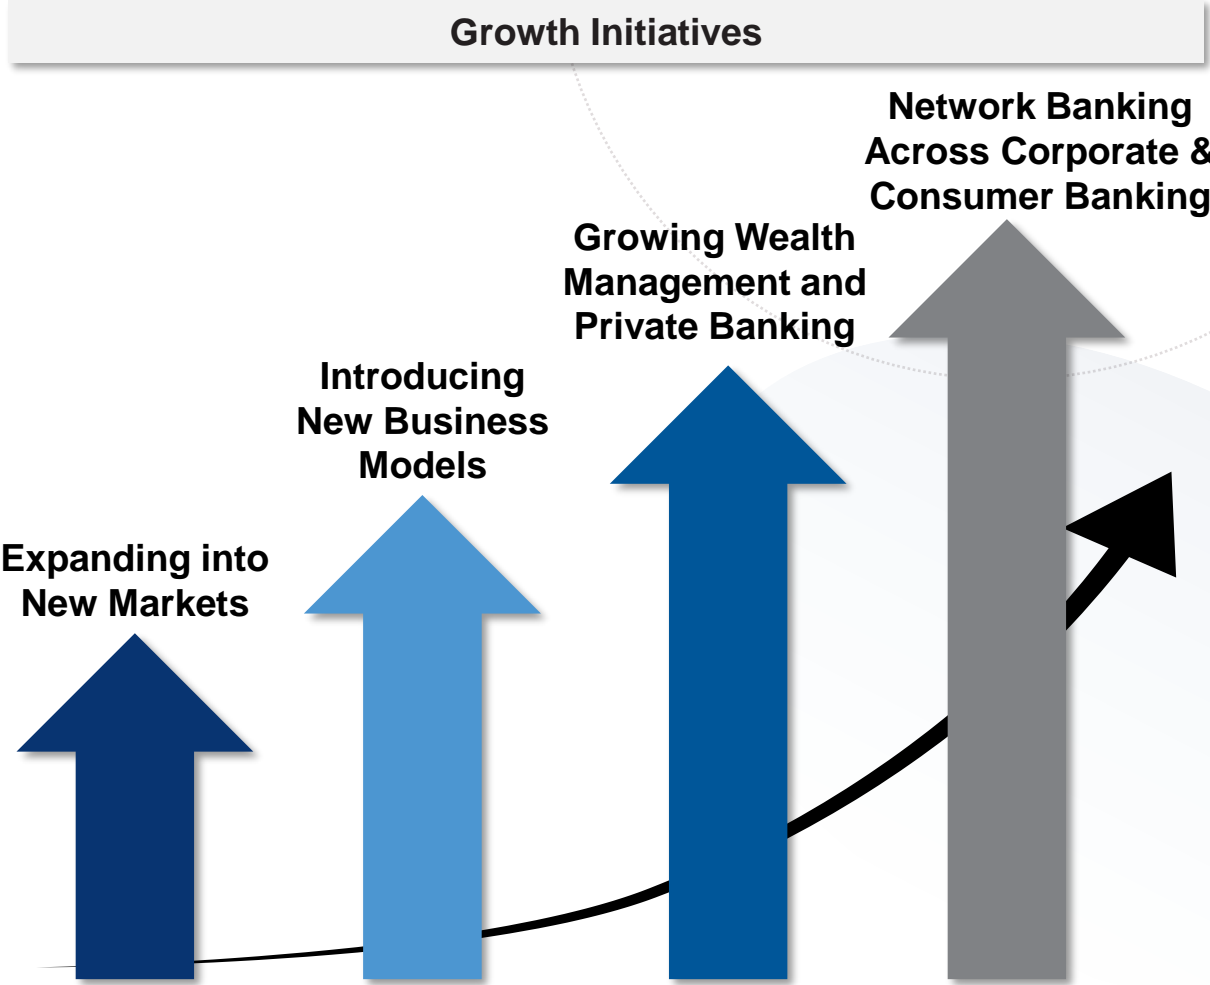 Growth Initiatives
Network Banking
Across Corporate &
Consumer Banking
Growing Wealth
Management and
Private Banking
Introducing
New Business
Models
Expanding into
New Markets